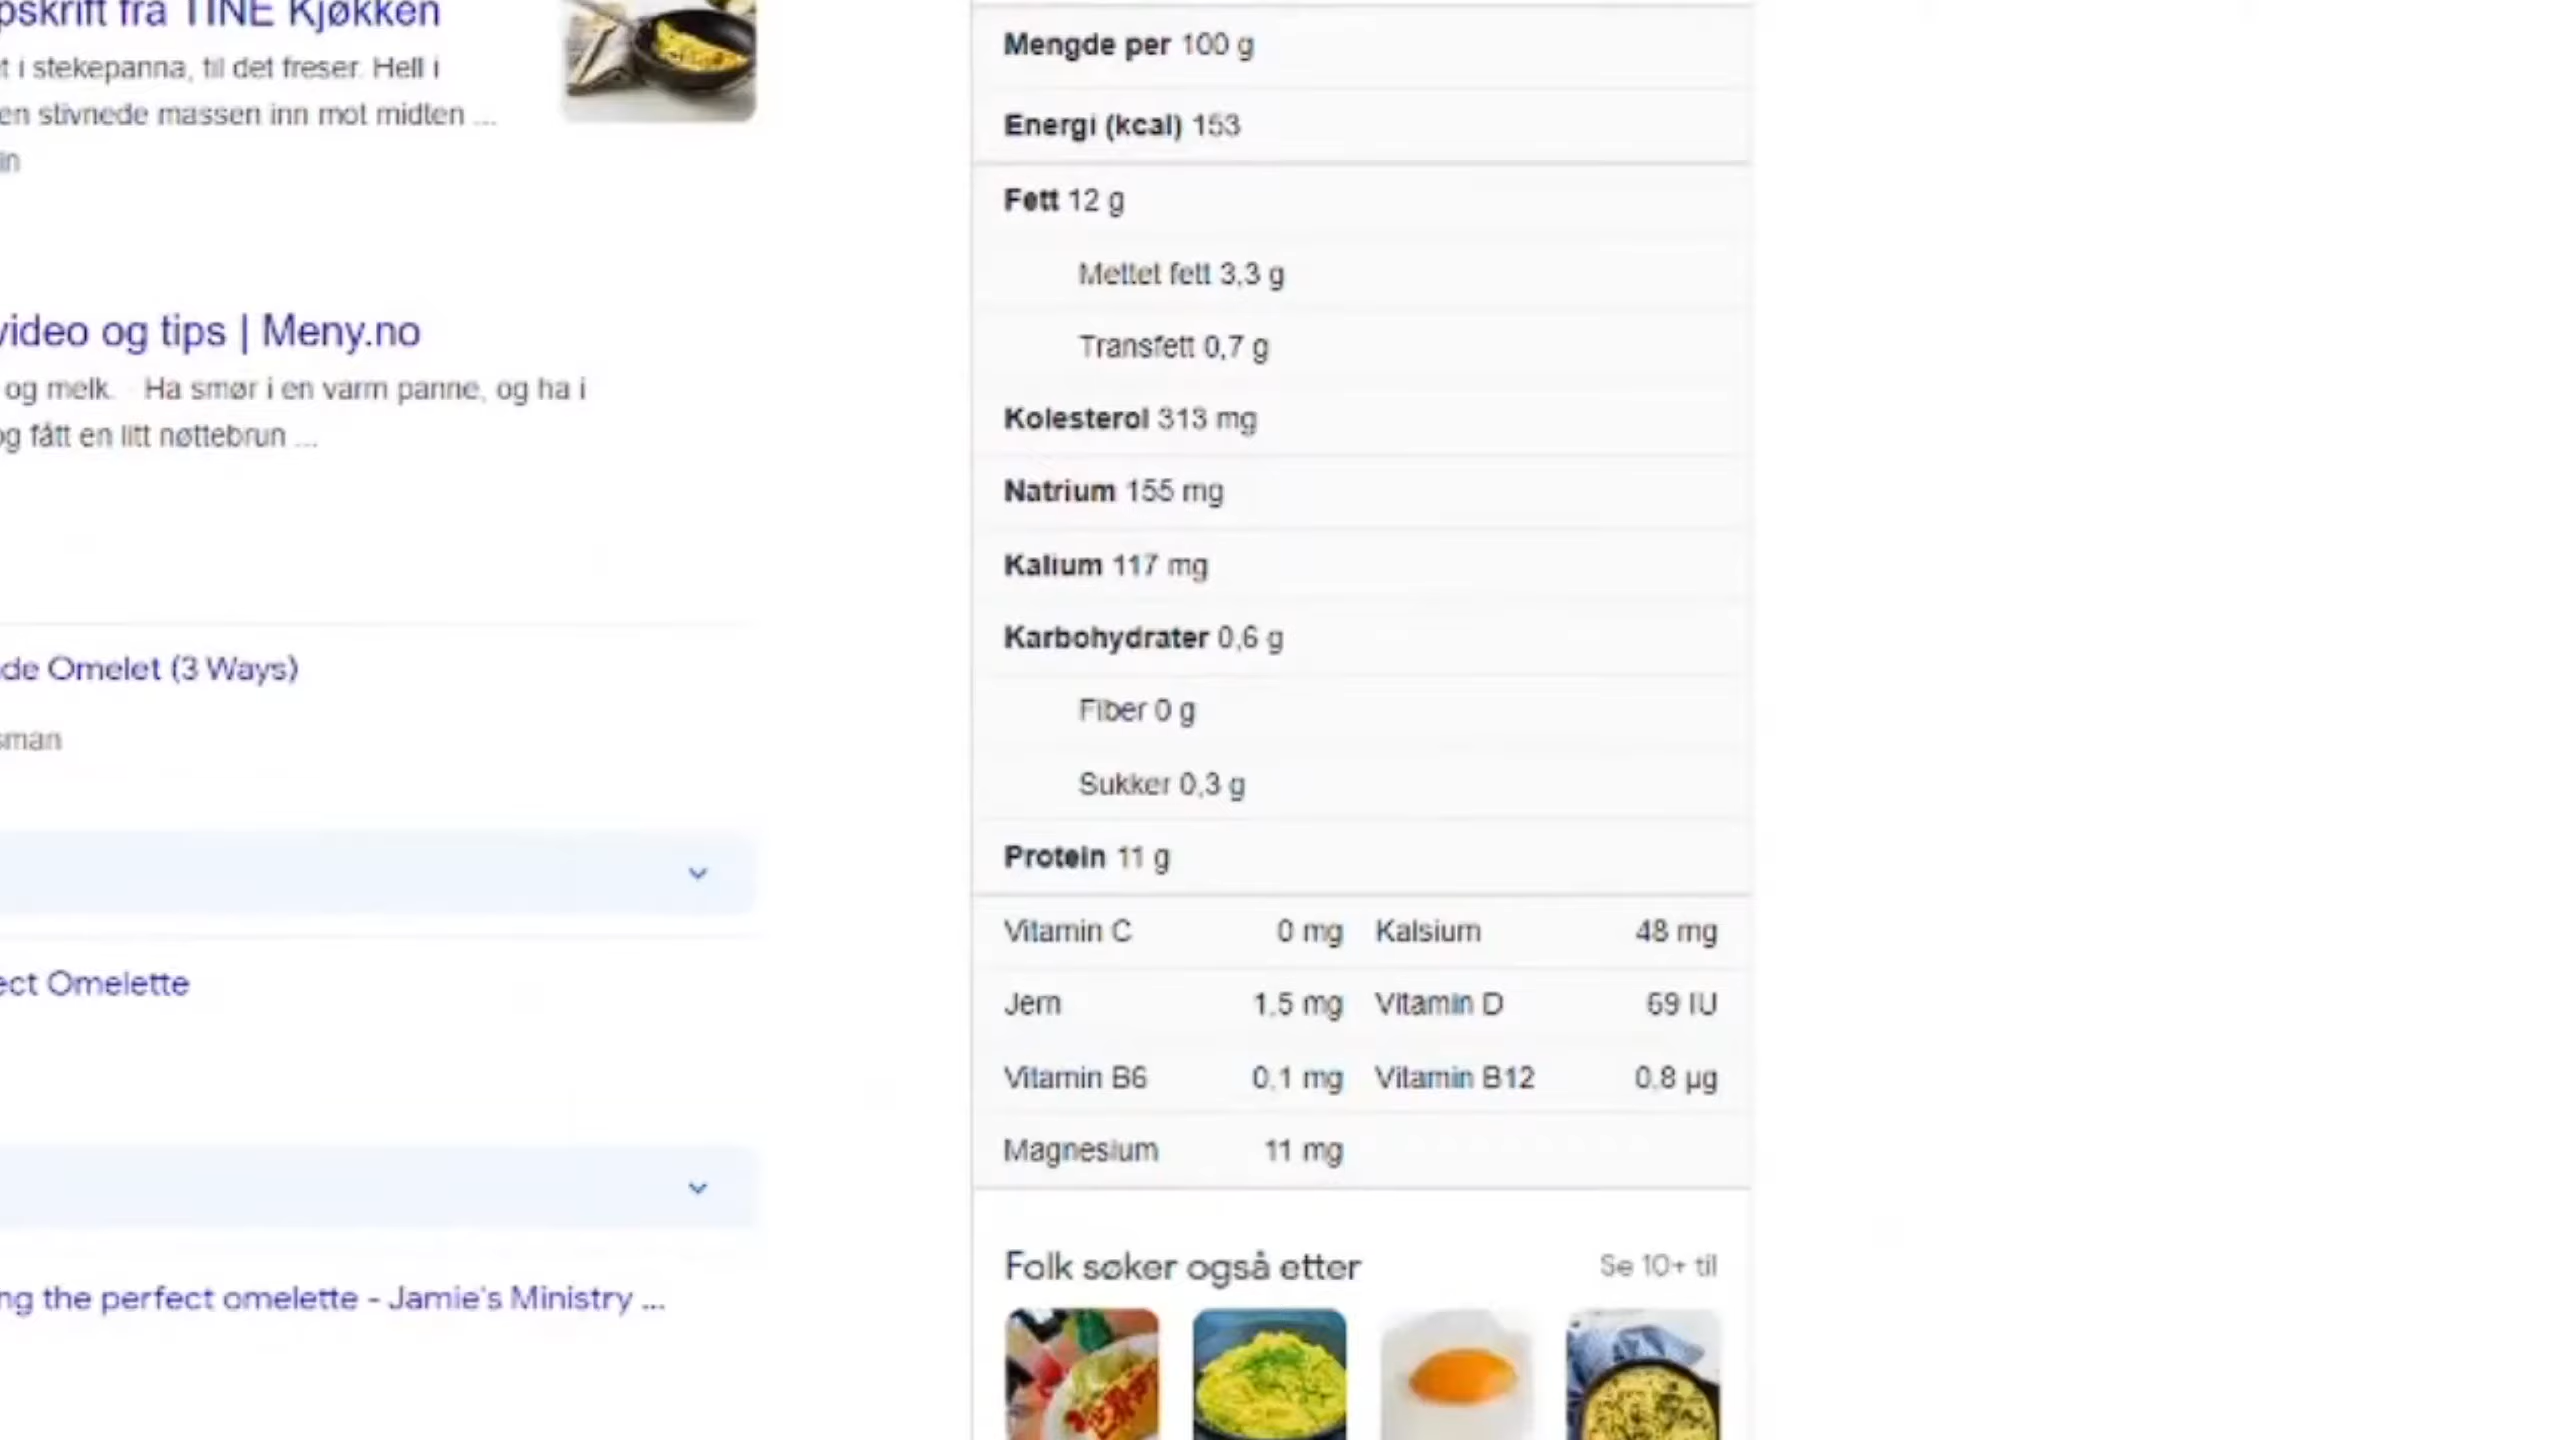 pskrift fra TINE Kjøkken
t i stekepanna, til det freser. Hell i
en stivnede massen inn mot midten ...
in
video og tips | Meny.no
og melk. · Ha smør i en varm panne, og ha i
og fått en litt nøttebrun ...
de Omelet (3 Ways)
sman
ect Omelette
ng the perfect omelette - Jamie's Ministry ...
Mengde per 100 g
Energi (kcal) 153
Fett 12 g
Mettet fett 3,3 g
Transfett 0,7 g
Kolesterol 313 mg
Natrium 155 mg
Kalium 117 mg
Karbohydrater 0,6 g
Fiber 0 g
Sukker 0,3 g
Protein 11 g
Vitamin C 0 mg Kalsium 48 mg
Jern 1,5 mg Vitamin D 69 IU
Vitamin B6 0,1 mg Vitamin B12 0,8 µg
Magnesium 11 mg
Folk søker også etter Se 10+ til